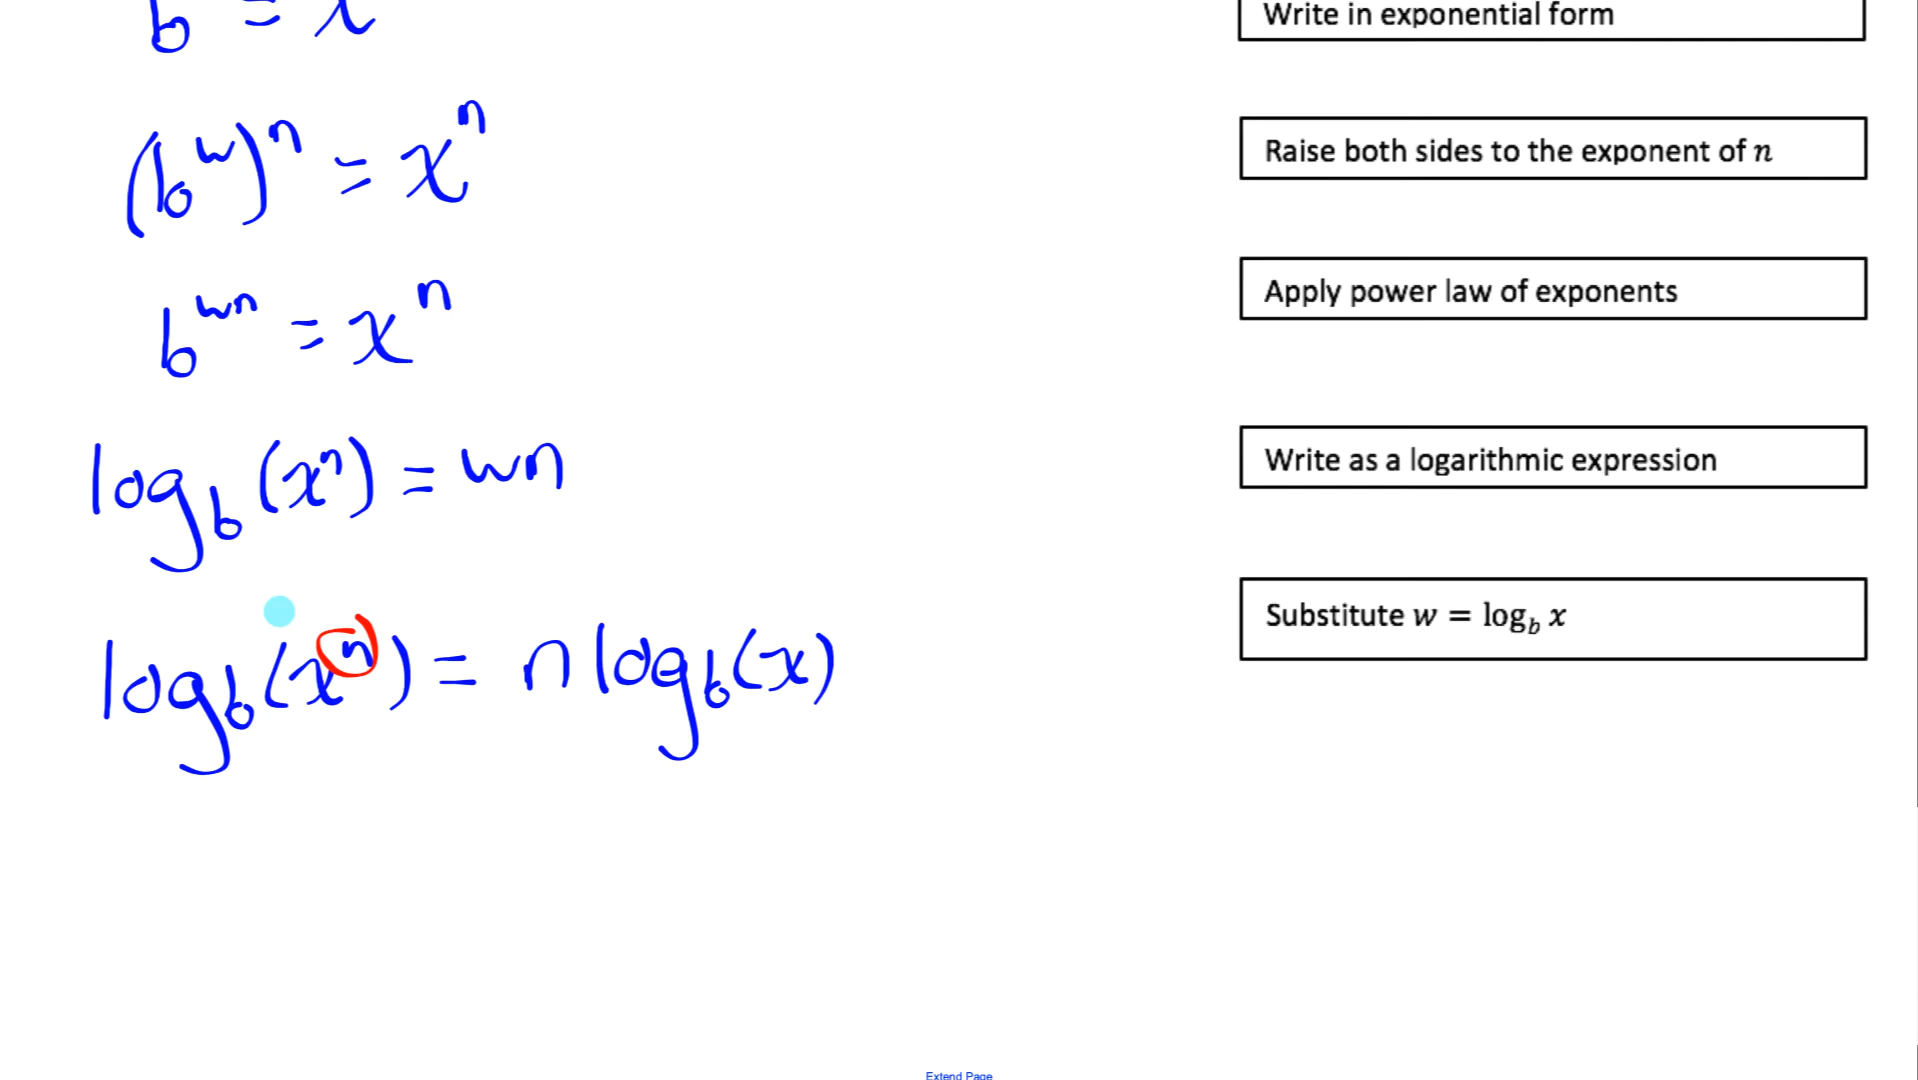 b = x
Write in exponential form
(b^w)^n = x^n
Raise both sides to the exponent of n
b^{wn} = x^n
Apply power law of exponents
log_b (x^n) = wn
Write as a logarithmic expression
log_b (x^n) = n log_b (x)
Substitute w = log_b x
Extend Page